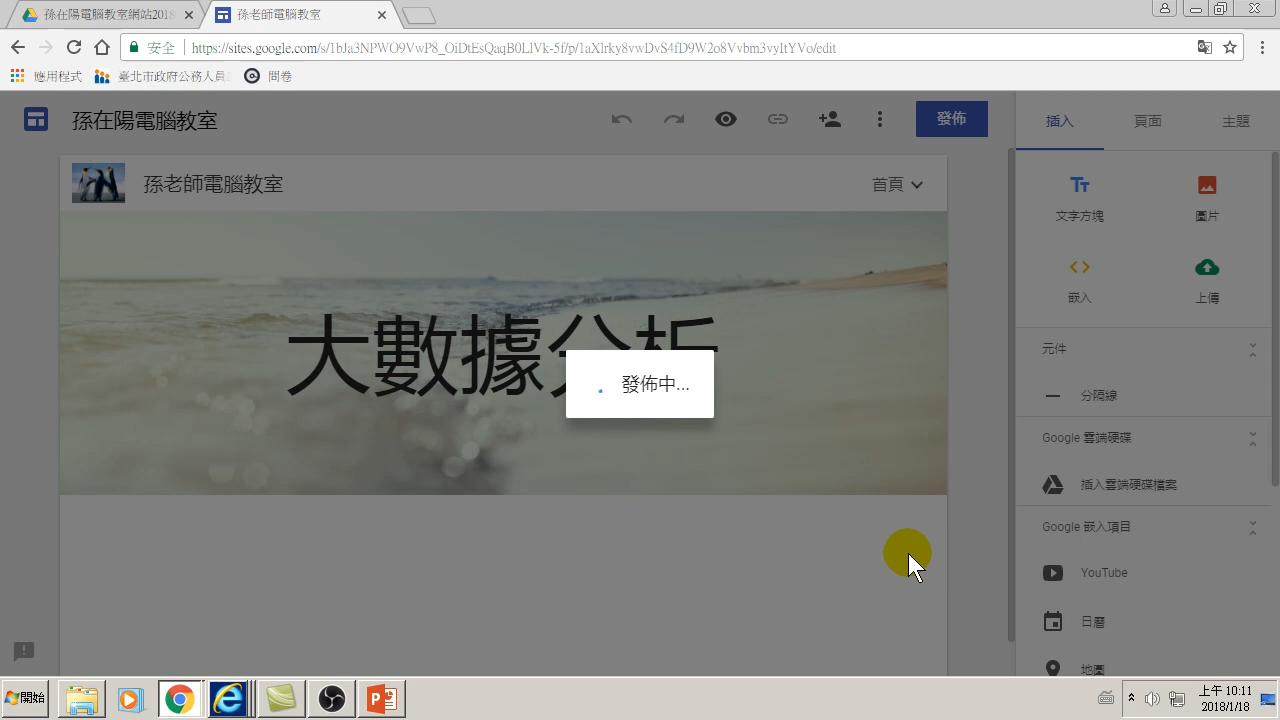 孫在陽電腦教室網站2018
孫老師電腦教室
安全
https://sites.google.com/s/1bJa3NPWO9VwP8_OiDtEsQaqB0LlVk-5f/p/1aXlrky8vwDvS4fD9W2o8Vvbm3vyItYVo/edit
應用程式
臺北市政府公務人員
問卷
孫在陽電腦教室
發佈
插入
頁面
主題
孫老師電腦教室
首頁
文字方塊
圖片
嵌入
上傳
大數據分析
發佈中...
元件
分隔線
Google 雲端硬碟
插入雲端硬碟檔案
Google 嵌入項目
YouTube
日曆
地圖
開始
上午 10:11
2018/1/18